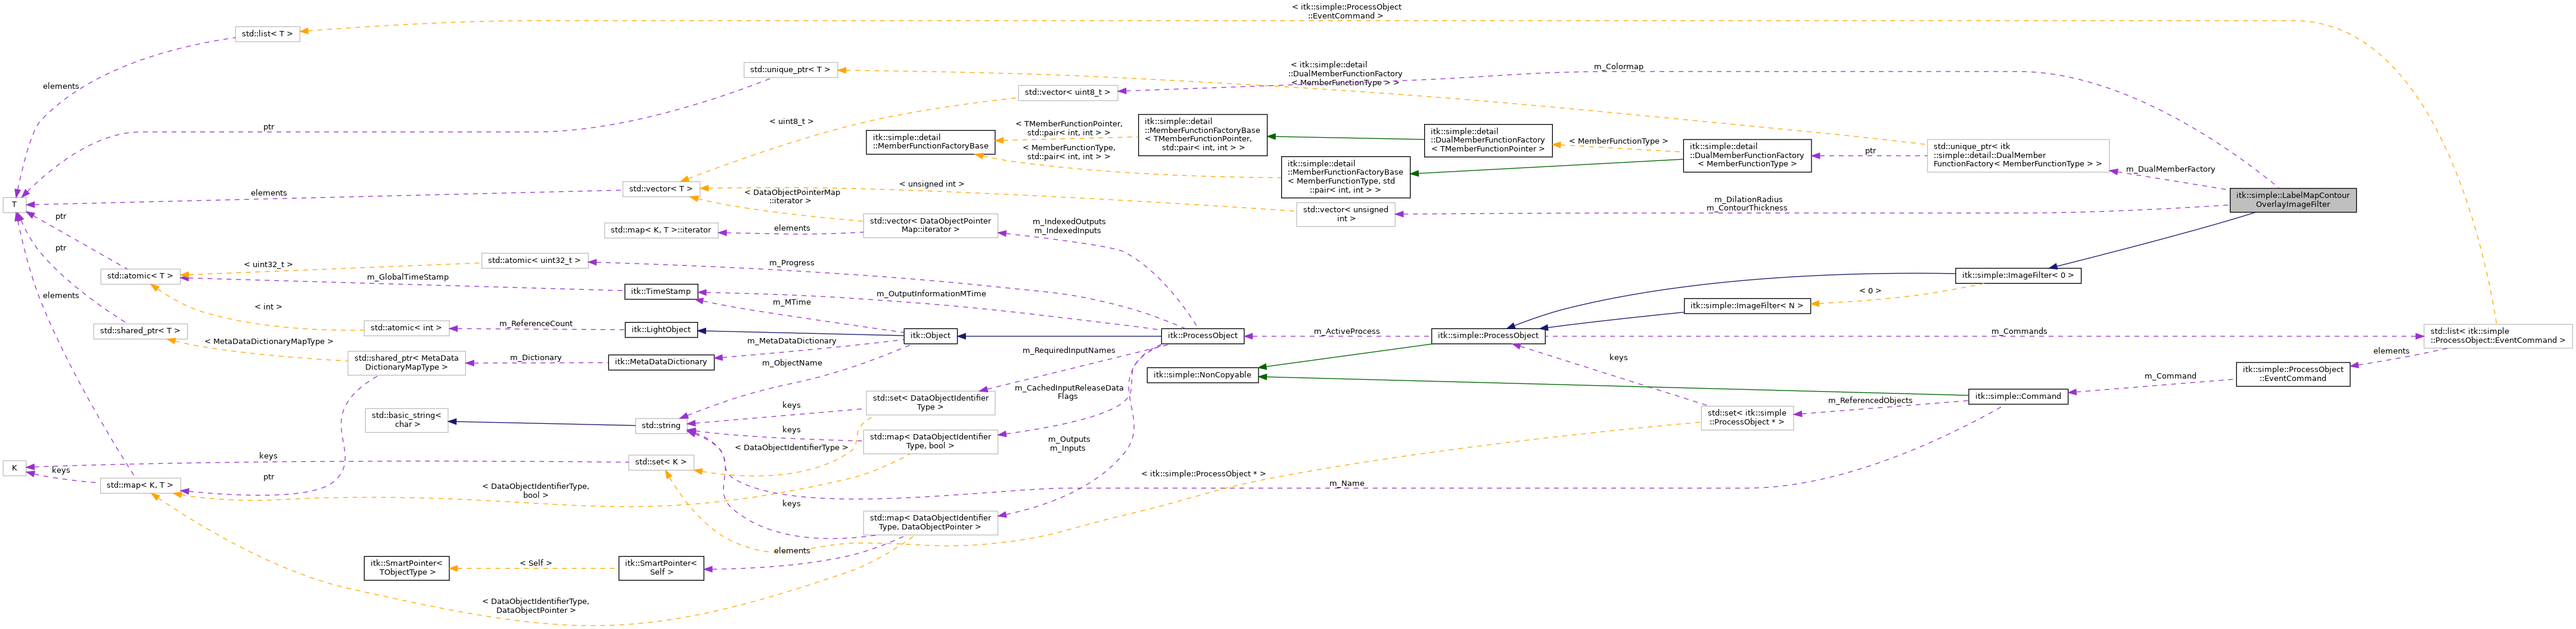 < itk::simple::ProcessObject
::EventCommand >
std::list< T >
elements
std::unique_ptr< T >
ptr
< itk::simple::detail
::DualMemberFunctionFactory
< MemberFunctionType > >
m_Colormap
std::vector< uint8_t >
< uint8_t >
itk::simple::detail
::MemberFunctionFactoryBase
< TMemberFunctionPointer,
std::pair< int, int > >
< MemberFunctionType,
std::pair< int, int > >
itk::simple::detail
::MemberFunctionFactoryBase
< TMemberFunctionPointer,
std::pair< int, int > >
itk::simple::detail
::DualMemberFunctionFactory
< TMemberFunctionPointer >
< MemberFunctionType >
itk::simple::detail
::DualMemberFunctionFactory
< MemberFunctionType >
ptr
std::unique_ptr< itk
::simple::detail::DualMember
FunctionFactory< MemberFunctionType > >
m_DualMemberFunctionFactory
itk::simple::detail
::MemberFunctionFactoryBase
< MemberFunctionType, std
::pair< int, int > >
itk::simple::LabelMapContour
OverlayImageFilter
T
elements
std::vector< T >
< unsigned int >
< DataObjectPointerMap
::iterator >
std::vector< unsigned
int >
m_DilationRadius
m_ContourThickness
ptr
std::map< K, T >::iterator
elements
std::vector< DataObjectPointer
Map::iterator >
m_IndexedOutputs
m_IndexedInputs
ptr
std::atomic< T >
< uint32_t >
std::atomic< uint32_t >
m_Progress
m_GlobalTimeStamp
itk::TimeStamp
m_OutputInformationMTime
m_MTime
itk::simple::ImageFilter< 0 >
< 0 >
itk::simple::ImageFilter< N >
elements
< int >
std::shared_ptr< T >
std::atomic< int >
m_ReferenceCount
itk::LightObject
itk::Object
itk::ProcessObject
m_ActiveProcess
itk::simple::ProcessObject
m_Commands
std::list< itk::simple
::ProcessObject::EventCommand >
< MetaDataDictionaryMapType >
std::shared_ptr< MetaData
DictionaryMapType >
m_Dictionary
itk::MetaDataDictionary
m_MetaDataDictionary
m_ObjectName
m_RequiredInputNames
itk::simple::NonCopyable
keys
elements
itk::simple::ProcessObject
::EventCommand
m_Command
itk::simple::Command
m_ReferencedObjects
std::set< itk::simple
::ProcessObject * >
m_CachedInputReleaseData
Flags
std::set< DataObjectIdentifier
Type >
keys
std::basic_string<
char >
std::string
keys
std::map< DataObjectIdentifier
Type, bool >
m_Outputs
m_Inputs
< DataObjectIdentifierType >
K
keys
keys
std::set< K >
std::map< K, T >
ptr
< itk::simple::ProcessObject * >
m_Name
< DataObjectIdentifierType,
bool >
keys
std::map< DataObjectIdentifier
Type, DataObjectPointer >
elements
itk::SmartPointer<
TObjectType >
< Self >
itk::SmartPointer<
Self >
< DataObjectIdentifierType,
DataObjectPointer >